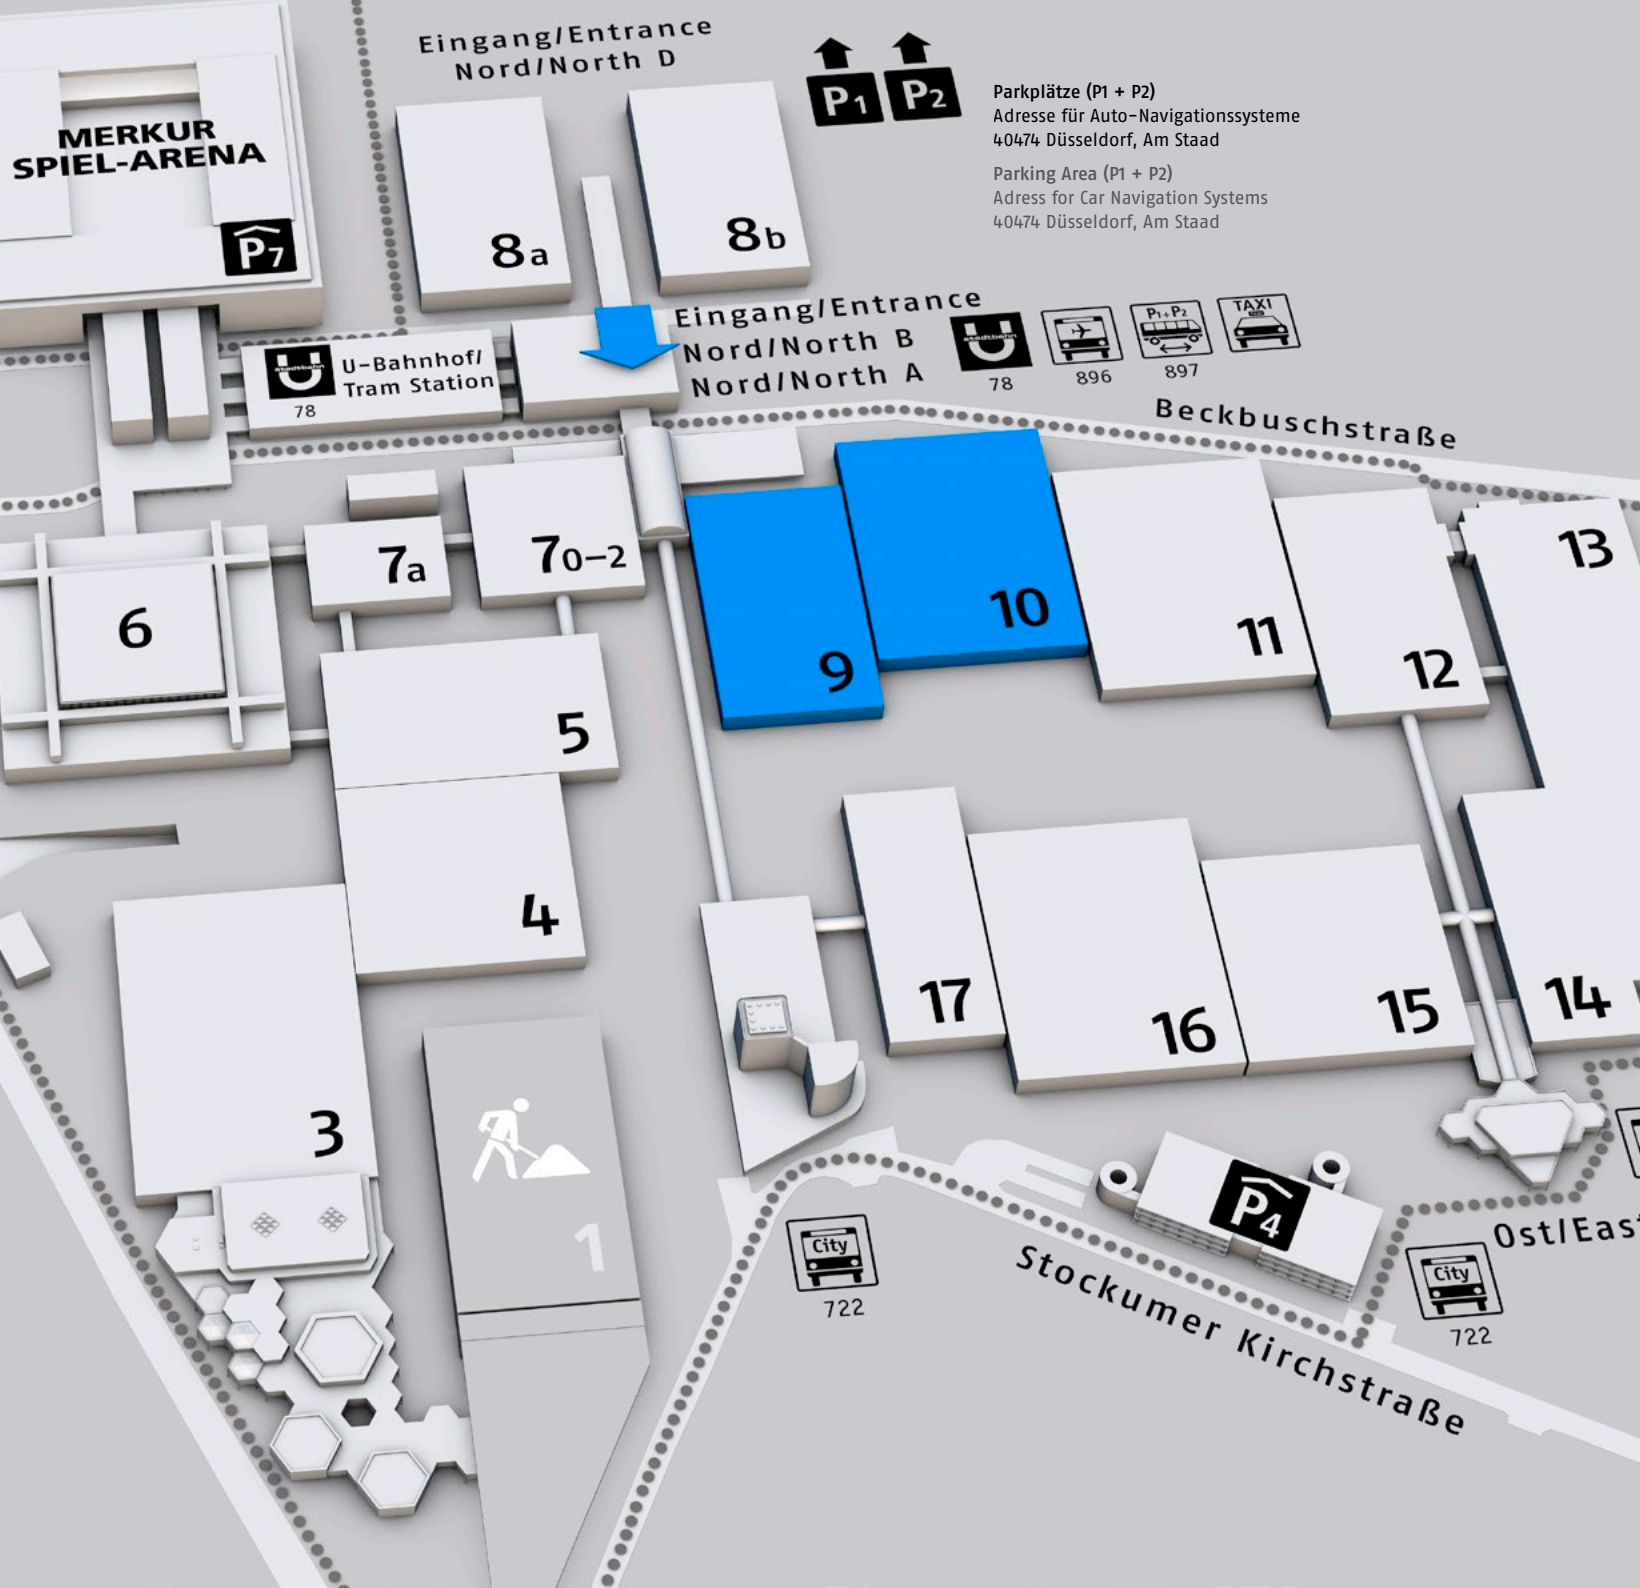 Eingang/Entrance
Nord/North D
P1
P2
Parkplätze (P1 + P2)
Adresse für Auto-Navigationssysteme
40474 Düsseldorf, Am Staad
Parking Area (P1 + P2)
Adress for Car Navigation Systems
40474 Düsseldorf, Am Staad
MERKUR
SPIEL-ARENA
P7
8a
8b
Eingang/Entrance
Nord/North B
Nord/North A
stadtbahn
U
78
896
P1+P2
897
TAXI
stadtbahn
U
U-Bahnhof/
Tram Station
78
Beckbuschstraße
7a
70–2
6
5
4
3
1
9
10
11
12
13
17
16
15
14
P4
City
722
Stockumer Kirchstraße
City
722
Ost/Eas